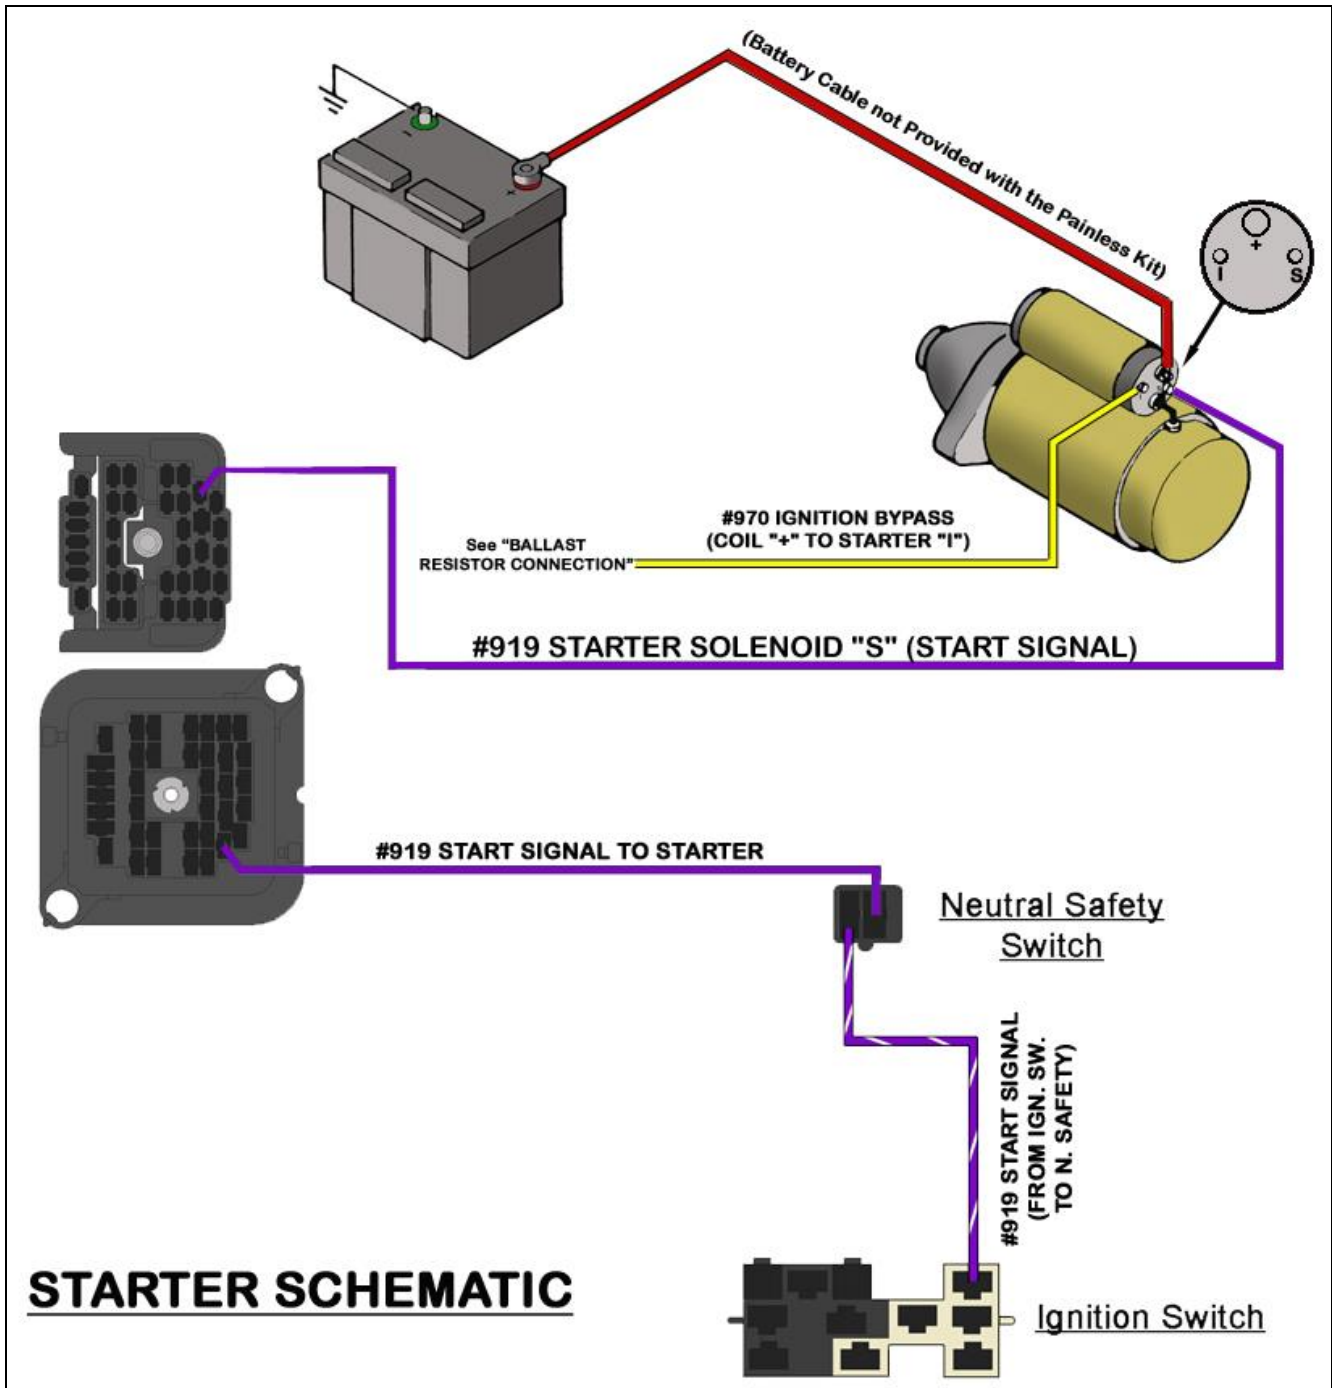 (Battery Cable not Provided with the Painless Kit)
-
+
+
I
S
#970 IGNITION BYPASS
(COIL "+" TO STARTER "I")
See "BALLAST
RESISTOR CONNECTION"
#919 STARTER SOLENOID "S" (START SIGNAL)
#919 START SIGNAL TO STARTER
Neutral Safety
Switch
#919 START SIGNAL
(FROM IGN. SW.
TO N. SAFETY)
STARTER SCHEMATIC
Ignition Switch